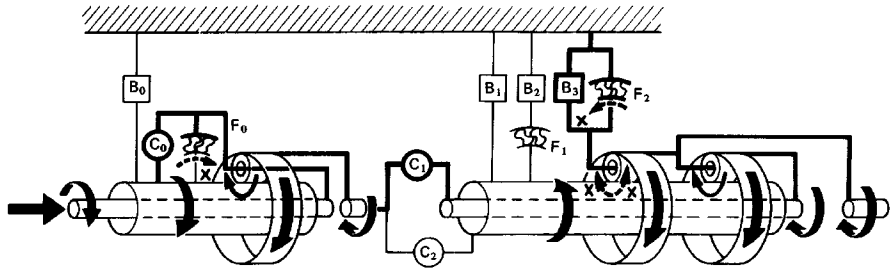 B₀
B₁
B₂
B₃
F₂
F₀
C₀
X
F₁
X
C₁
X
X
C₂